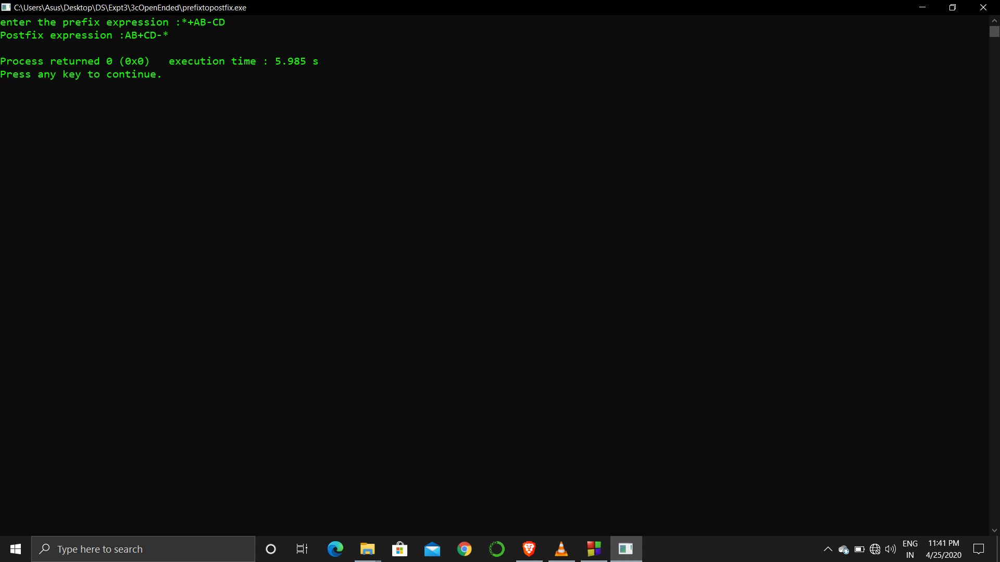 C:\Users\Asus\Desktop\DS\Expt3\3cOpenEnded\prefixtopostfix.exe
enter the prefix expression :*+AB-CD
Postfix expression :AB+CD-*
Process returned 0 (0x0)   execution time : 5.985 s
Press any key to continue.
Type here to search
ENG
IN
11:41 PM
4/25/2020